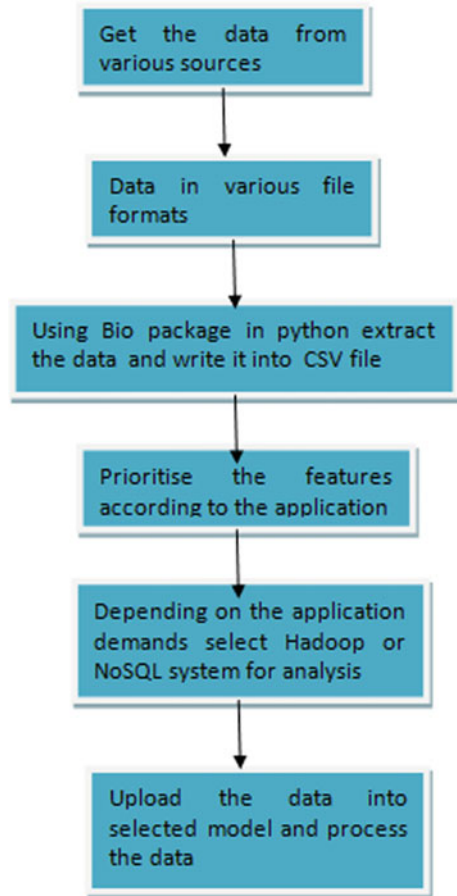 Get the data from
various sources
Data in various file
formats
Using Bio package in python extract
the data and write it into CSV file
Prioritise the features
according to the application
Depending on the application
demands select Hadoop or
NoSQL system for analysis
Upload the data into
selected model and process
the data